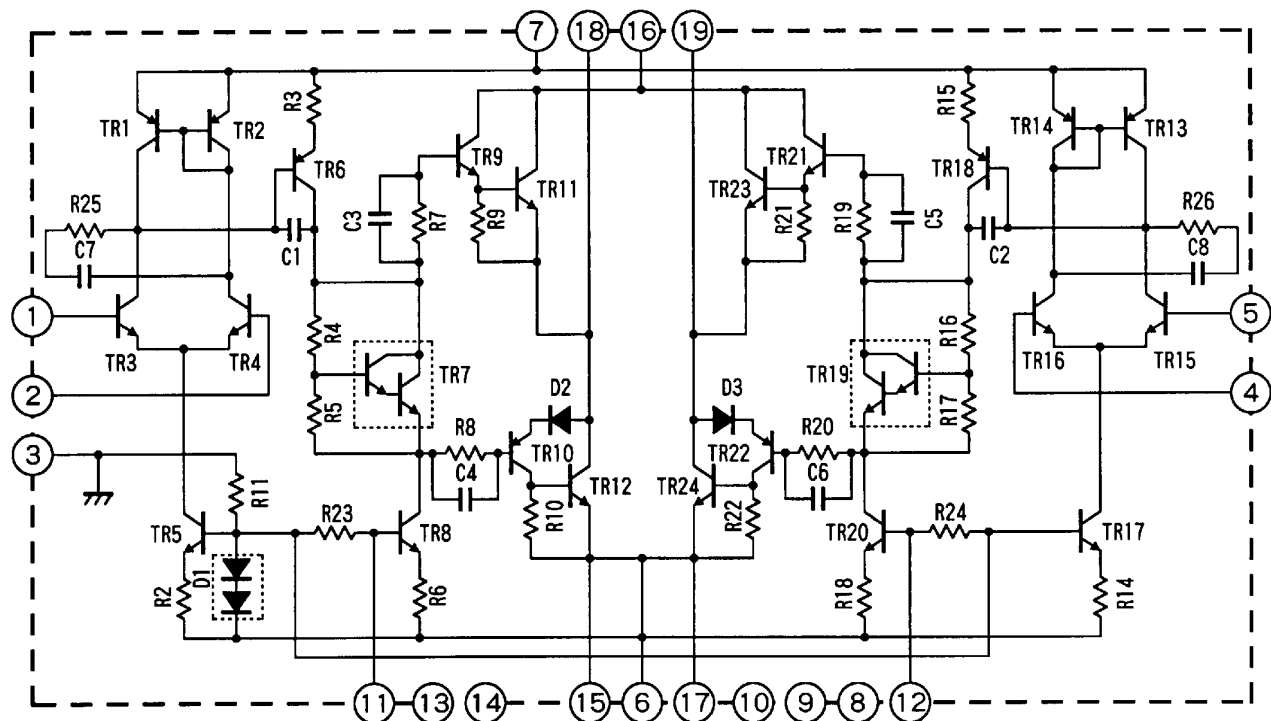 7 18 16 19
R3 R15
TR1 TR2 TR14 TR13
TR6 TR9 TR21 TR18
TR11 TR23
R25 C3 R7 R9 R21 R19 C5 R26
C7 C1 C2 C8
1 5
R4 R16
TR3 TR4 TR7 TR19 TR16 TR15
2 D2 D3 4
R5 R8 R20 R17
3 TR10 TR22
C4 C6
R11 TR12 TR24
R23 R10 R22 R24
TR5 TR8 TR20 TR17
D1
R2 R6 R18 R14
11 13 14 15 6 17 10 9 8 12